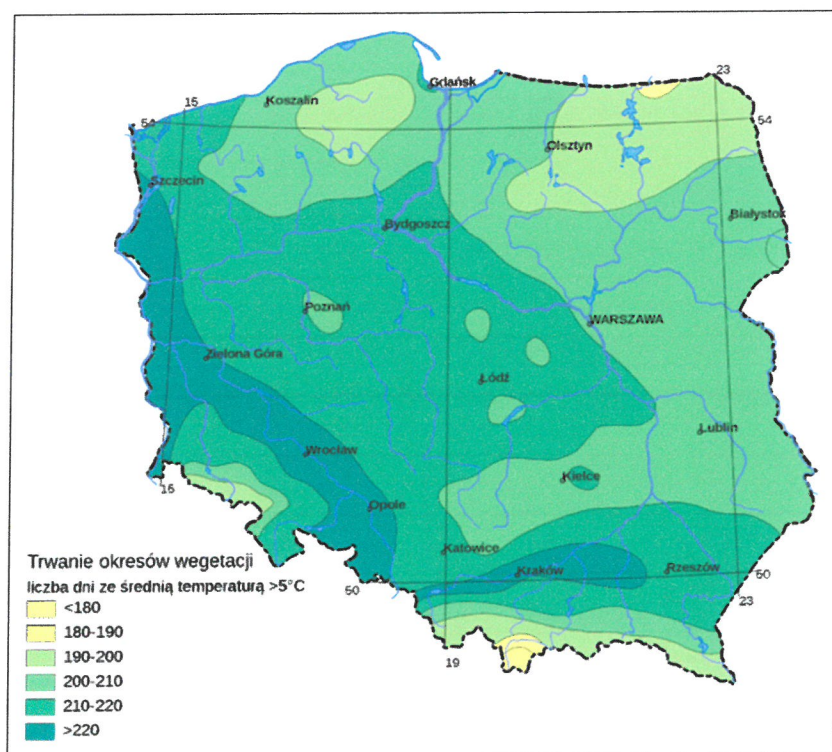 23
Gdańsk
15
Koszalin
54
54
Olsztyn
Szczecin
Białystok
Bydgoszcz
Poznań
WARSZAWA
Zielona Góra
Łódź
Lublin
Wrocław
Kielce
15
Opole
Katowice
Kraków
Rzeszów
50
50
23
19
Trwanie okresów wegetacji
liczba dni ze średnią temperaturą >5°C
<180
180-190
190-200
200-210
210-220
>220